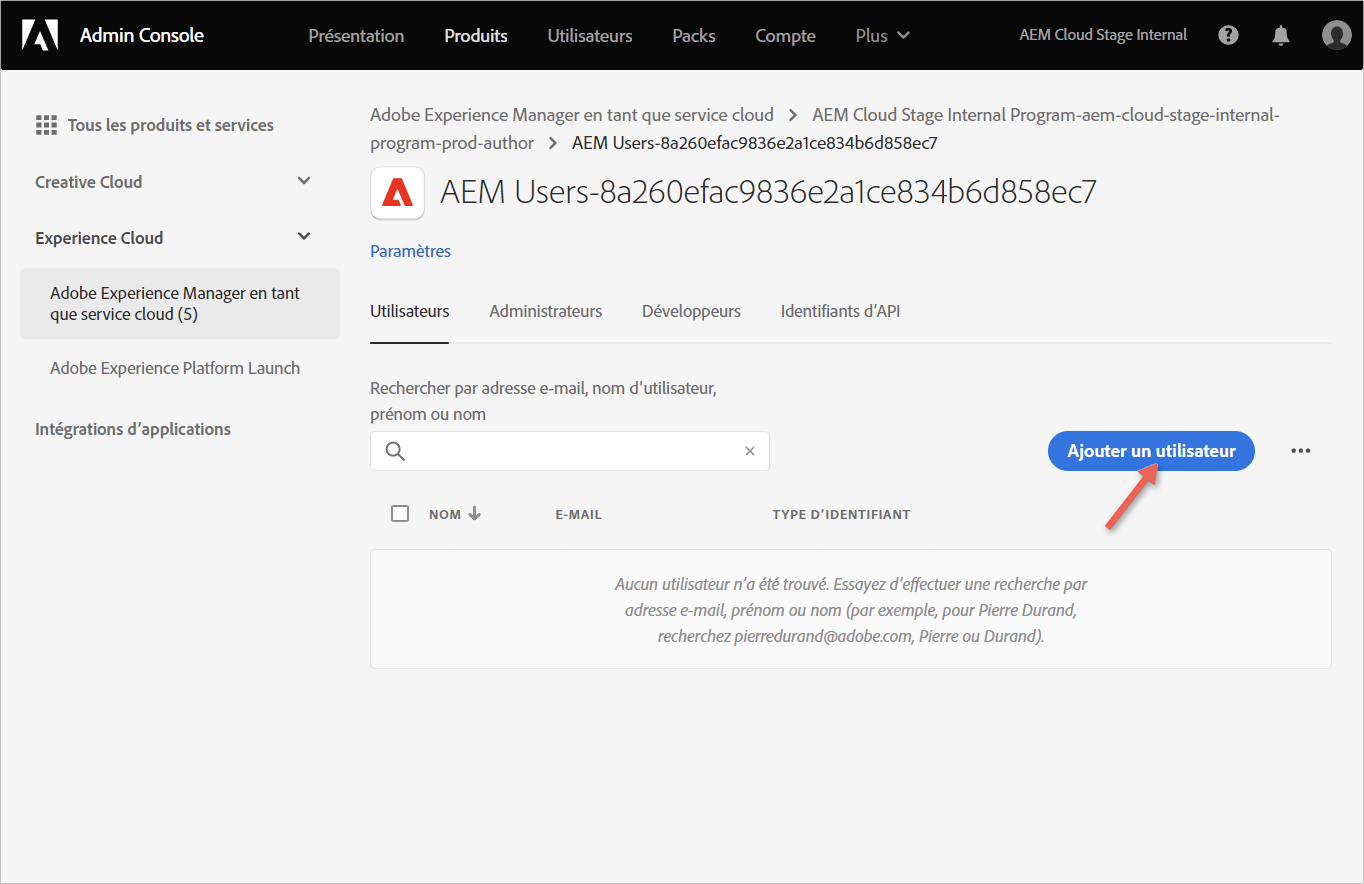 Admin Console
Présentation
Produits
Utilisateurs
Packs
Compte
Plus
AEM Cloud Stage Internal
Tous les produits et services
Creative Cloud
Experience Cloud
Adobe Experience Manager en tant
que service cloud (5)
Adobe Experience Platform Launch
Intégrations d’applications
Adobe Experience Manager en tant que service cloud > AEM Cloud Stage Internal Program-aem-cloud-stage-internal-
program-prod-author > AEM Users-8a260efac9836e2a1ce834b6d858ec7
AEM Users-8a260efac9836e2a1ce834b6d858ec7
Paramètres
Utilisateurs
Administrateurs
Développeurs
Identifiants d’API
Rechercher par adresse e-mail, nom d’utilisateur,
prénom ou nom
Ajouter un utilisateur
NOM
E-MAIL
TYPE D’IDENTIFIANT
Aucun utilisateur n’a été trouvé. Essayez d’effectuer une recherche par
adresse e-mail, prénom ou nom (par exemple, pour Pierre Durand,
recherchez pierredurand@adobe.com, Pierre ou Durand).